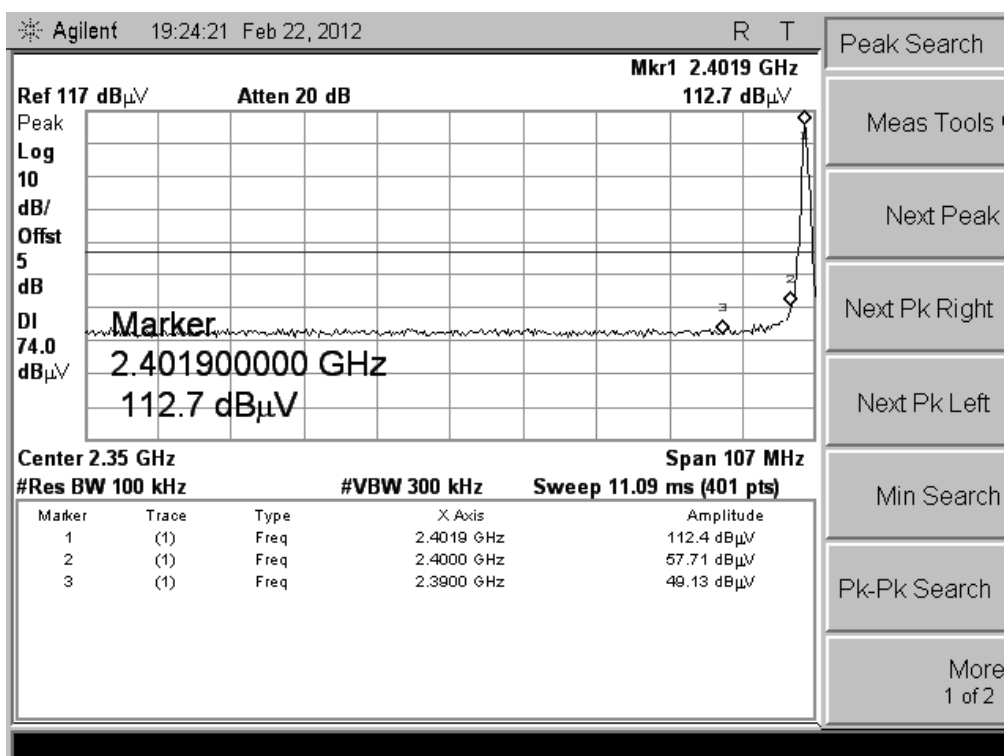 Agilent 19:24:21 Feb 22, 2012 R T
Mkr1 2.4019 GHz
Ref 117 dBµV Atten 20 dB 112.7 dBµV
Peak
Log
10
dB/
Offst
5
dB
DI
74.0
dBµV
1
2
3
Marker
2.401900000 GHz
112.7 dBµV
Center 2.35 GHz Span 107 MHz
#Res BW 100 kHz #VBW 300 kHz Sweep 11.09 ms (401 pts)
Marker Trace Type X Axis Amplitude
1 (1) Freq 2.4019 GHz 112.4 dBµV
2 (1) Freq 2.4000 GHz 57.71 dBµV
3 (1) Freq 2.3900 GHz 49.13 dBµV
Peak Search
Meas Tools
Next Peak
Next Pk Right
Next Pk Left
Min Search
Pk-Pk Search
More
1 of 2